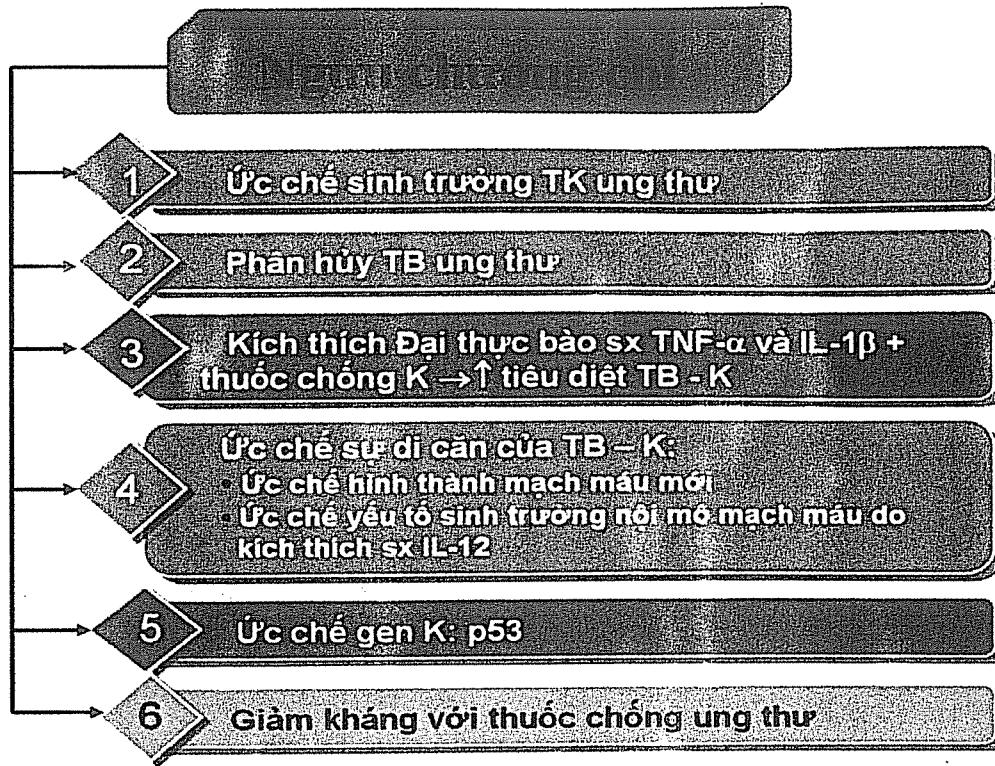 1
Ức chế sinh trưởng TK ung thư
2
Phân hủy TB ung thư
3
Kích thích Đại thực bào sx TNF-α và IL-1β +
thuốc chống K →↑ tiêu diệt TB - K
4
Ức chế sự di căn của TB – K:
• Ức chế hình thành mạch máu mới
• Ức chế yếu tố sinh trưởng nội mô mạch máu do
kích thích sx IL-12
5
Ức chế gen K: p53
6
Giảm kháng với thuốc chống ung thư